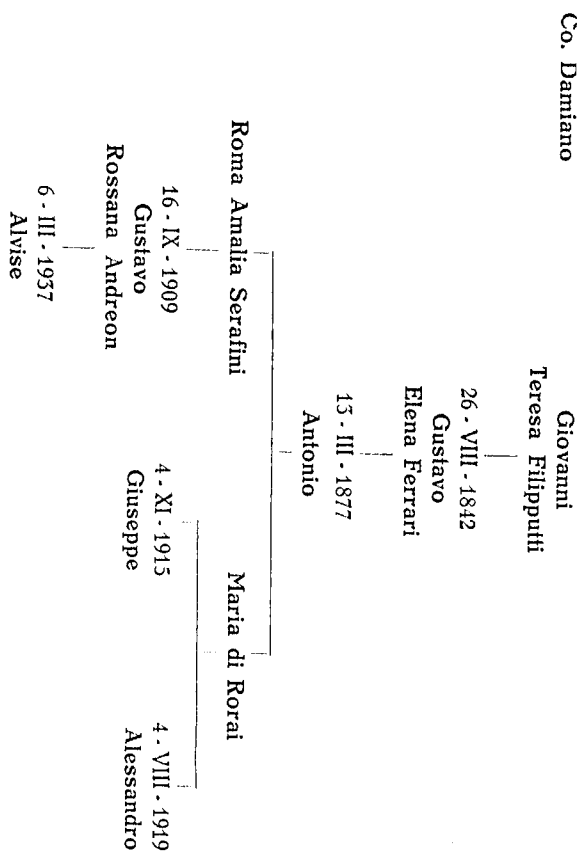 Co. Damiano
Giovanni
Teresa Filipputti
26 - VIII - 1842
Gustavo
Elena Ferrari
13 - III - 1877
Antonio
Roma Amalia Serafini
Maria di Rorai
16 - IX - 1909
Gustavo
Rossana Andreon
4 - XI - 1915
Giuseppe
4 - VIII - 1919
Alessandro
6 - III - 1937
Alvise